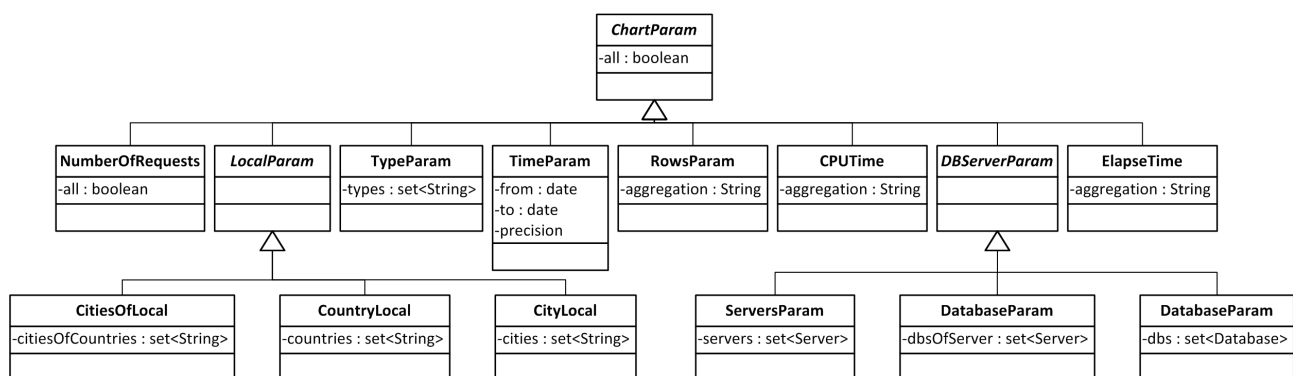 ChartParam
-all : boolean
NumberOfRequests
-all : boolean
LocalParam
TypeParam
-types : set<String>
TimeParam
-from : date
-to : date
-precision
RowsParam
-aggregation : String
CPUTime
-aggregation : String
DBServerParam
ElapseTime
-aggregation : String
CitiesOfLocal
-citiesOfCountries : set<String>
CountryLocal
-countries : set<String>
CityLocal
-cities : set<String>
ServersParam
-servers : set<Server>
DatabaseParam
-dbsOfServer : set<Server>
DatabaseParam
-dbs : set<Database>